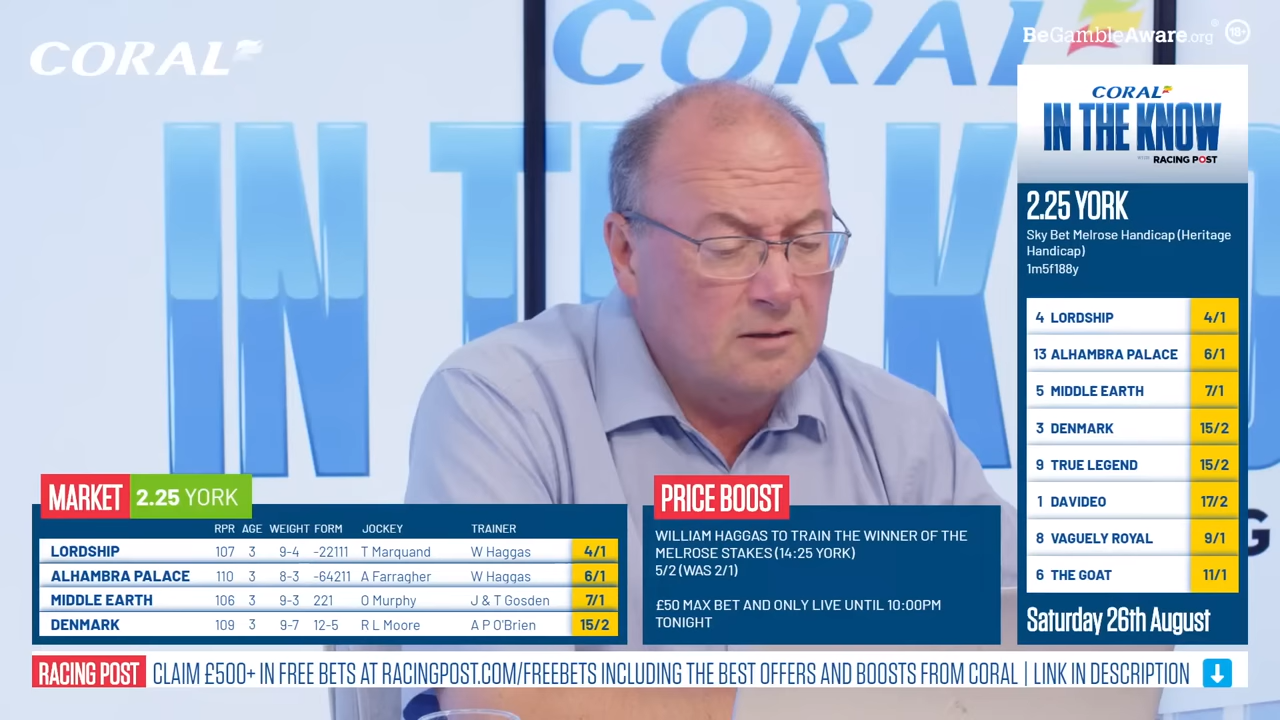 CORAL
CORAL
IN THE KNOW
BeGambleAware.org®
18+
CORAL
IN THE KNOW
WITH RACING POST
2.25 YORK
Sky Bet Melrose Handicap (Heritage
Handicap)
1m5f188y
4 LORDSHIP 4/1
13 ALHAMBRA PALACE 6/1
5 MIDDLE EARTH 7/1
3 DENMARK 15/2
9 TRUE LEGEND 15/2
1 DAVIDEO 17/2
8 VAGUELY ROYAL 9/1
6 THE GOAT 11/1
Saturday 26th August
MARKET 2.25 YORK
RPR AGE WEIGHT FORM JOCKEY TRAINER
LORDSHIP 107 3 9-4 -22111 T Marquand W Haggas 4/1
ALHAMBRA PALACE 110 3 8-3 -64211 A Farragher W Haggas 6/1
MIDDLE EARTH 106 3 9-3 221 O Murphy J & T Gosden 7/1
DENMARK 109 3 9-7 12-5 R L Moore A P O'Brien 15/2
PRICE BOOST
WILLIAM HAGGAS TO TRAIN THE WINNER OF THE
MELROSE STAKES (14:25 YORK)
5/2 (WAS 2/1)
£50 MAX BET AND ONLY LIVE UNTIL 10:00PM
TONIGHT
RACING POST CLAIM £500+ IN FREE BETS AT RACINGPOST.COM/FREEBETS INCLUDING THE BEST OFFERS AND BOOSTS FROM CORAL | LINK IN DESCRIPTION